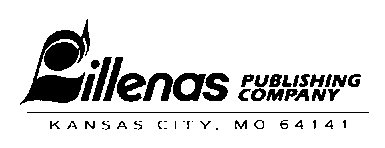 Lillenas PUBLISHING
COMPANY
KANSAS CITY, MO 64141